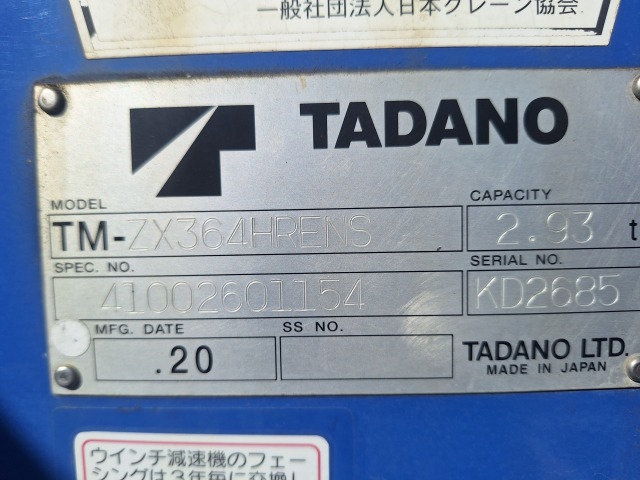 一般社団法人日本クレーン協会
TADANO
MODEL
TM-ZX364HRENS
CAPACITY
2.93 t
SPEC. NO.
41002601154
SERIAL NO.
KD2685
MFG. DATE
.20
SS NO.
TADANO LTD.
MADE IN JAPAN
ウインチ減速機のフェー
シングは3年毎に交換し